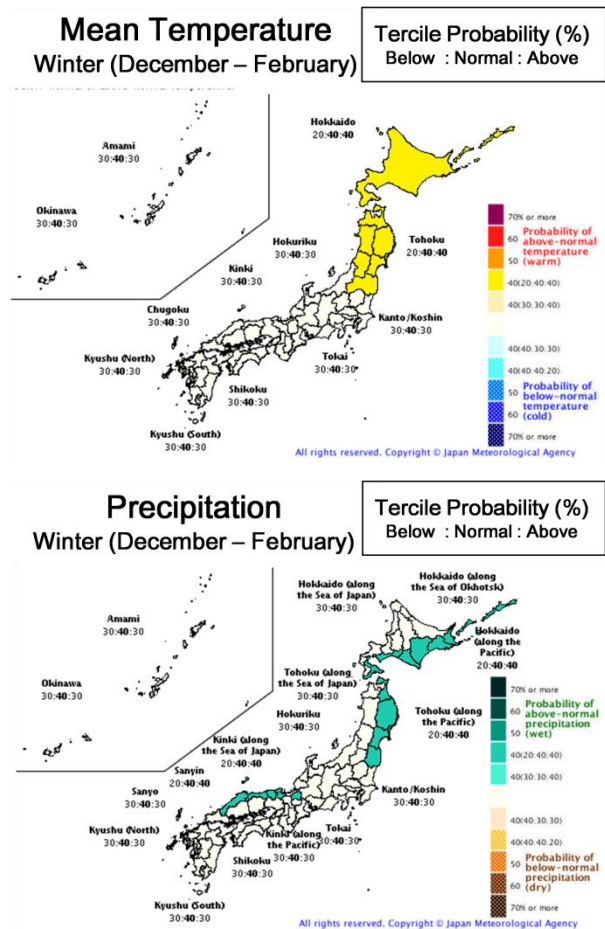 Mean Temperature
Winter (December – February)
Tercile Probability (%)
Below : Normal : Above
Hokkaido
20:40:40
Amami
30:40:30
Okinawa
30:40:30
Hokuriku
30:40:30
Tohoku
20:40:40
Kinki
30:40:30
Chugoku
30:40:30
Kanto/Koshin
30:40:30
Kyushu (North)
30:40:30
Tokai
30:40:30
Shikoku
30:40:30
Kyushu (South)
30:40:30
70% or more
60
50
Probability of
above-normal
temperature
(warm)
40(20:40:40)
40(30:30:40)
40(40:30:30)
40(40:40:20)
50
60
Probability of
below-normal
temperature
(cold)
70% or more
All rights reserved. Copyright © Japan Meteorological Agency
Precipitation
Winter (December – February)
Tercile Probability (%)
Below : Normal : Above
Hokkaido (along
the Sea of Japan)
30:40:30
Hokkaido (along
the Sea of Okhotsk)
30:40:30
Amami
30:40:30
Hokkaido
(along the
Pacific)
20:40:40
Okinawa
30:40:30
Tohoku (along
the Sea of Japan)
30:40:30
Hokuriku
30:40:30
Tohoku (along
the Pacific)
20:40:40
Kinki (along
the Sea of Japan)
20:40:40
Sanyin
20:40:40
Sanyo
30:40:30
Kanto/Koshin
30:40:30
Kyushu (North)
30:40:30
Kinki (along
the Pacific)
30:40:30
Tokai
30:40:30
Shikoku
30:40:30
Kyushu (South)
30:40:30
70% or more
60
50
Probability of
above-normal
precipitation
(wet)
40(20:40:40)
40(30:30:40)
40(40:30:30)
40(40:40:20)
50
60
Probability of
below-normal
precipitation
(dry)
70% or more
All rights reserved. Copyright © Japan Meteorological Agency